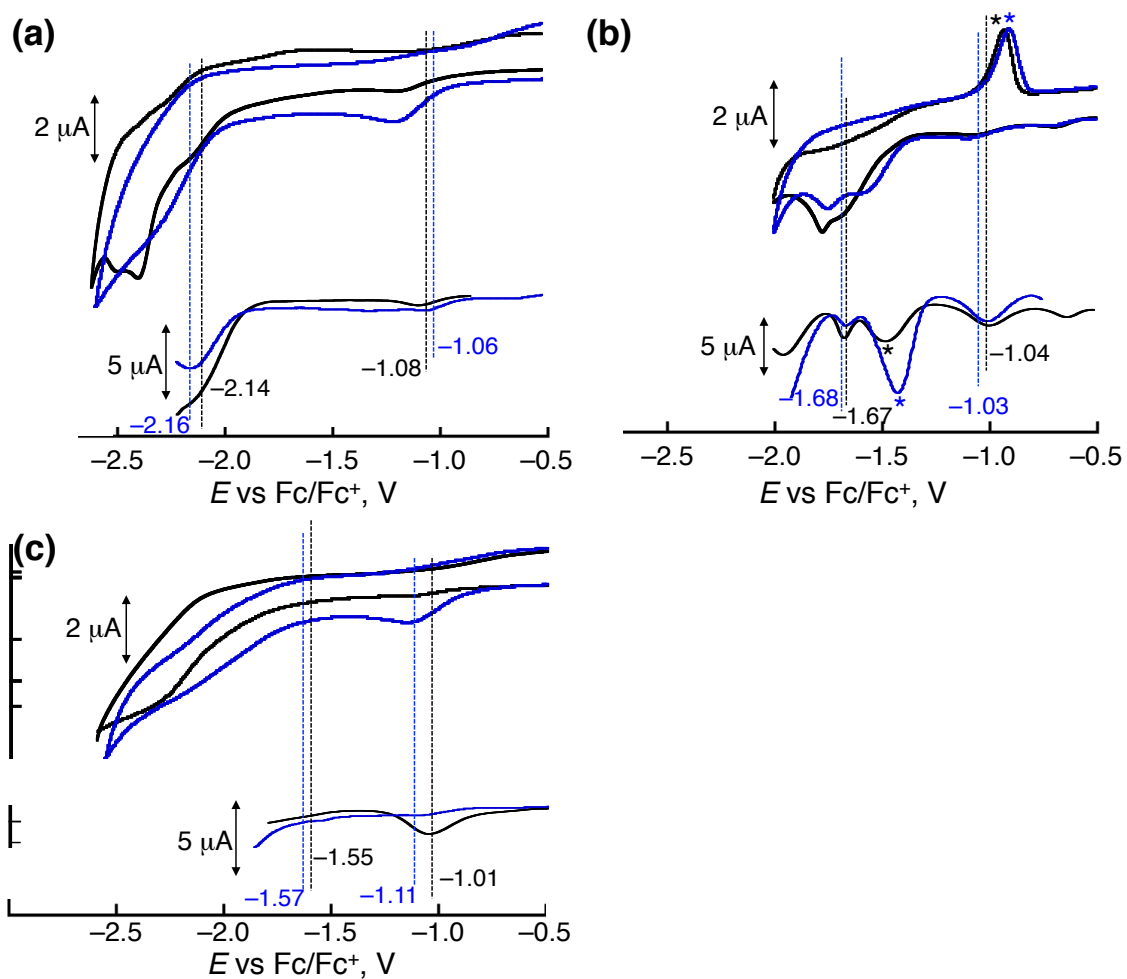 (a)
2 μA
5 μA
−1.06
−1.08
−2.14
−2.16
−2.5 −2.0 −1.5 −1.0 −0.5
E vs Fc/Fc⁺, V
(b)
* *
2 μA
5 μA
*
*
−1.04
−1.68
−1.67
−1.03
−2.5 −2.0 −1.5 −1.0 −0.5
E vs Fc/Fc⁺, V
(c)
2 μA
5 μA
−1.55
−1.57
−1.11
−1.01
−2.5 −2.0 −1.5 −1.0 −0.5
E vs Fc/Fc⁺, V